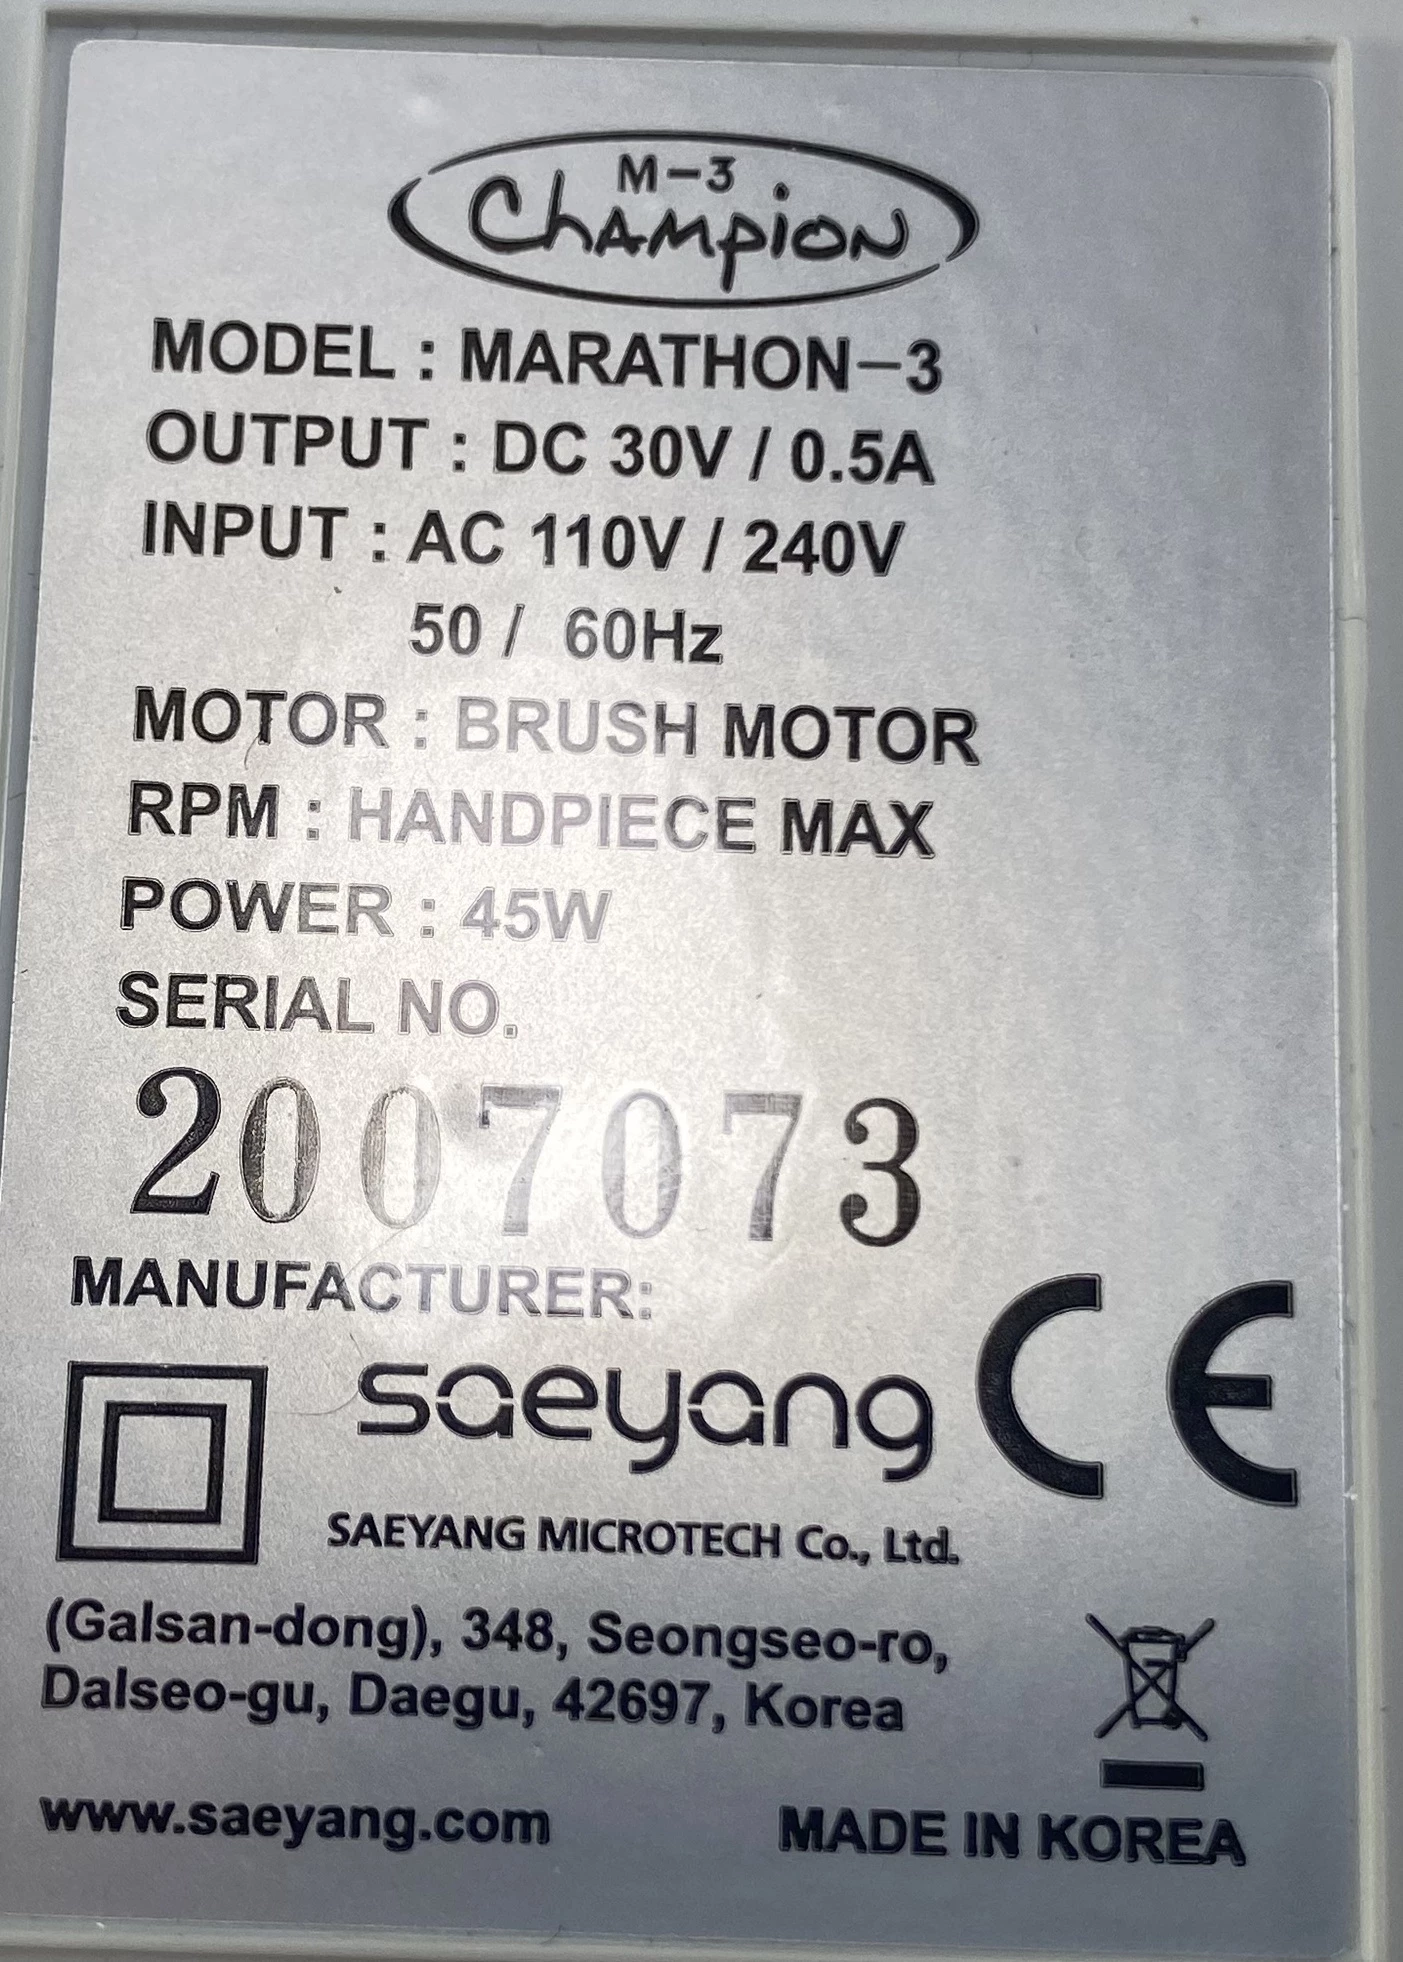 M-3
Champion
MODEL : MARATHON-3
OUTPUT : DC 30V / 0.5A
INPUT : AC 110V / 240V
50 / 60Hz
MOTOR : BRUSH MOTOR
RPM : HANDPIECE MAX
POWER : 45W
SERIAL NO.
2007073
MANUFACTURER:
saeyang
CE
SAEYANG MICROTECH Co., Ltd.
(Galsan-dong), 348, Seongseo-ro,
Dalseo-gu, Daegu, 42697, Korea
www.saeyang.com
MADE IN KOREA